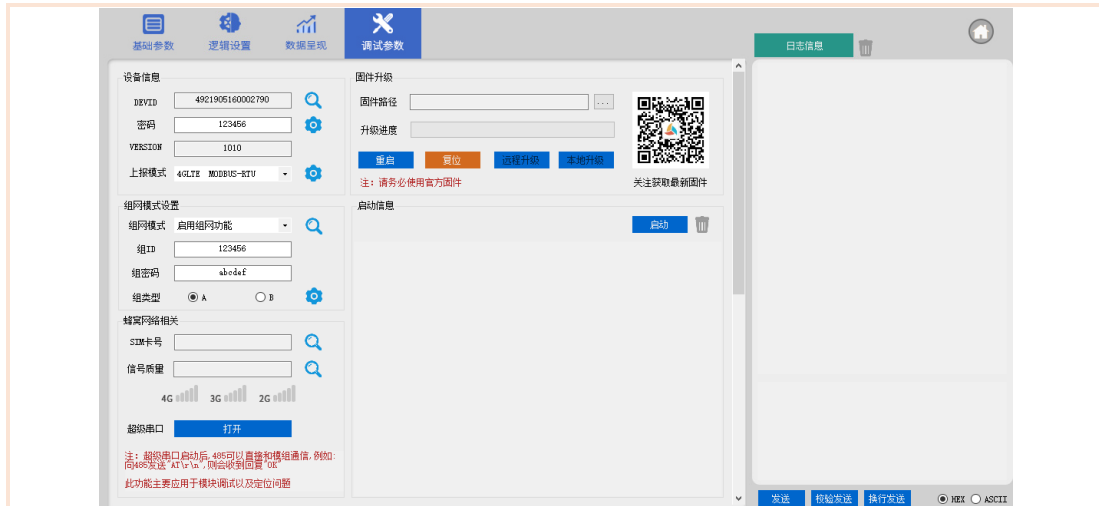 基础参数
逻辑设置
数据呈现
调试参数
日志信息
设备信息
DEVID 4921905160002790
密码 123456
VERSION 1010
上报模式 4GLTE MODBUS-RTU
组网模式设置
组网模式 启用组网功能
组ID 123456
组密码 abcdef
组类型 A B
蜂窝网络相关
SIM卡号
信号质量
4G 3G 2G
超级串口 打开
注：超级串口启动后,485可以直接和模组通信,例如:
向485发送"AT\r\n",则会收到回复"OK"
此功能主要应用于模块调试以及定位问题
固件升级
固件路径 ...
升级进度
重启 复位 远程升级 本地升级
注：请务必使用官方固件
关注获取最新固件
启动信息
启动
发送 校验发送 换行发送 HEX ASCII